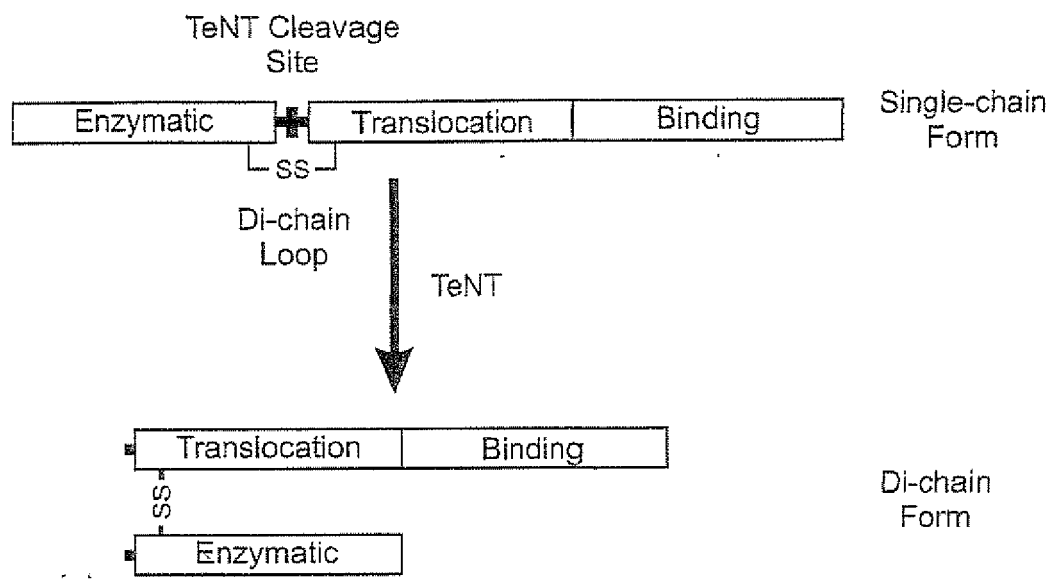 TeNT Cleavage
Site
Enzymatic
Translocation
Binding
Single-chain
Form
SS
Di-chain
Loop
TeNT
Translocation
Binding
SS
Di-chain
Form
Enzymatic